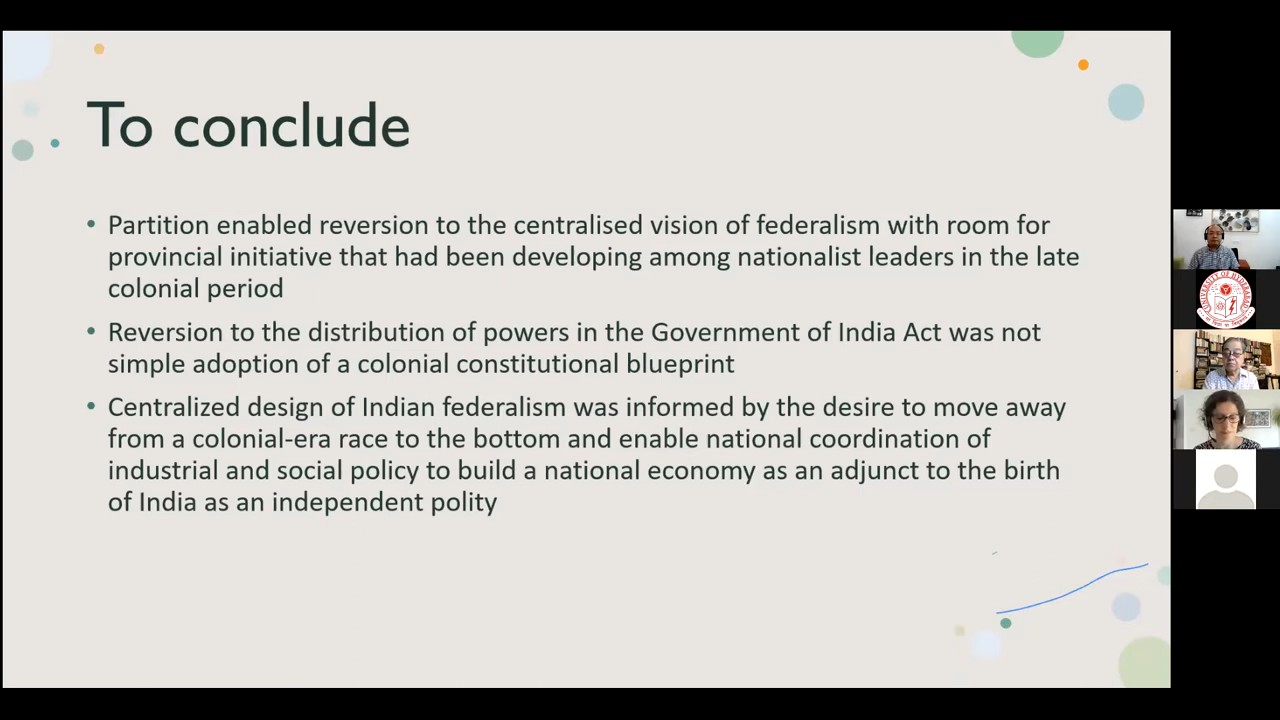 To conclude
• Partition enabled reversion to the centralised vision of federalism with room for
provincial initiative that had been developing among nationalist leaders in the late
colonial period
• Reversion to the distribution of powers in the Government of India Act was not
simple adoption of a colonial constitutional blueprint
• Centralized design of Indian federalism was informed by the desire to move away
from a colonial-era race to the bottom and enable national coordination of
industrial and social policy to build a national economy as an adjunct to the birth
of India as an independent polity
UNIVERSITY OF HYDERABAD